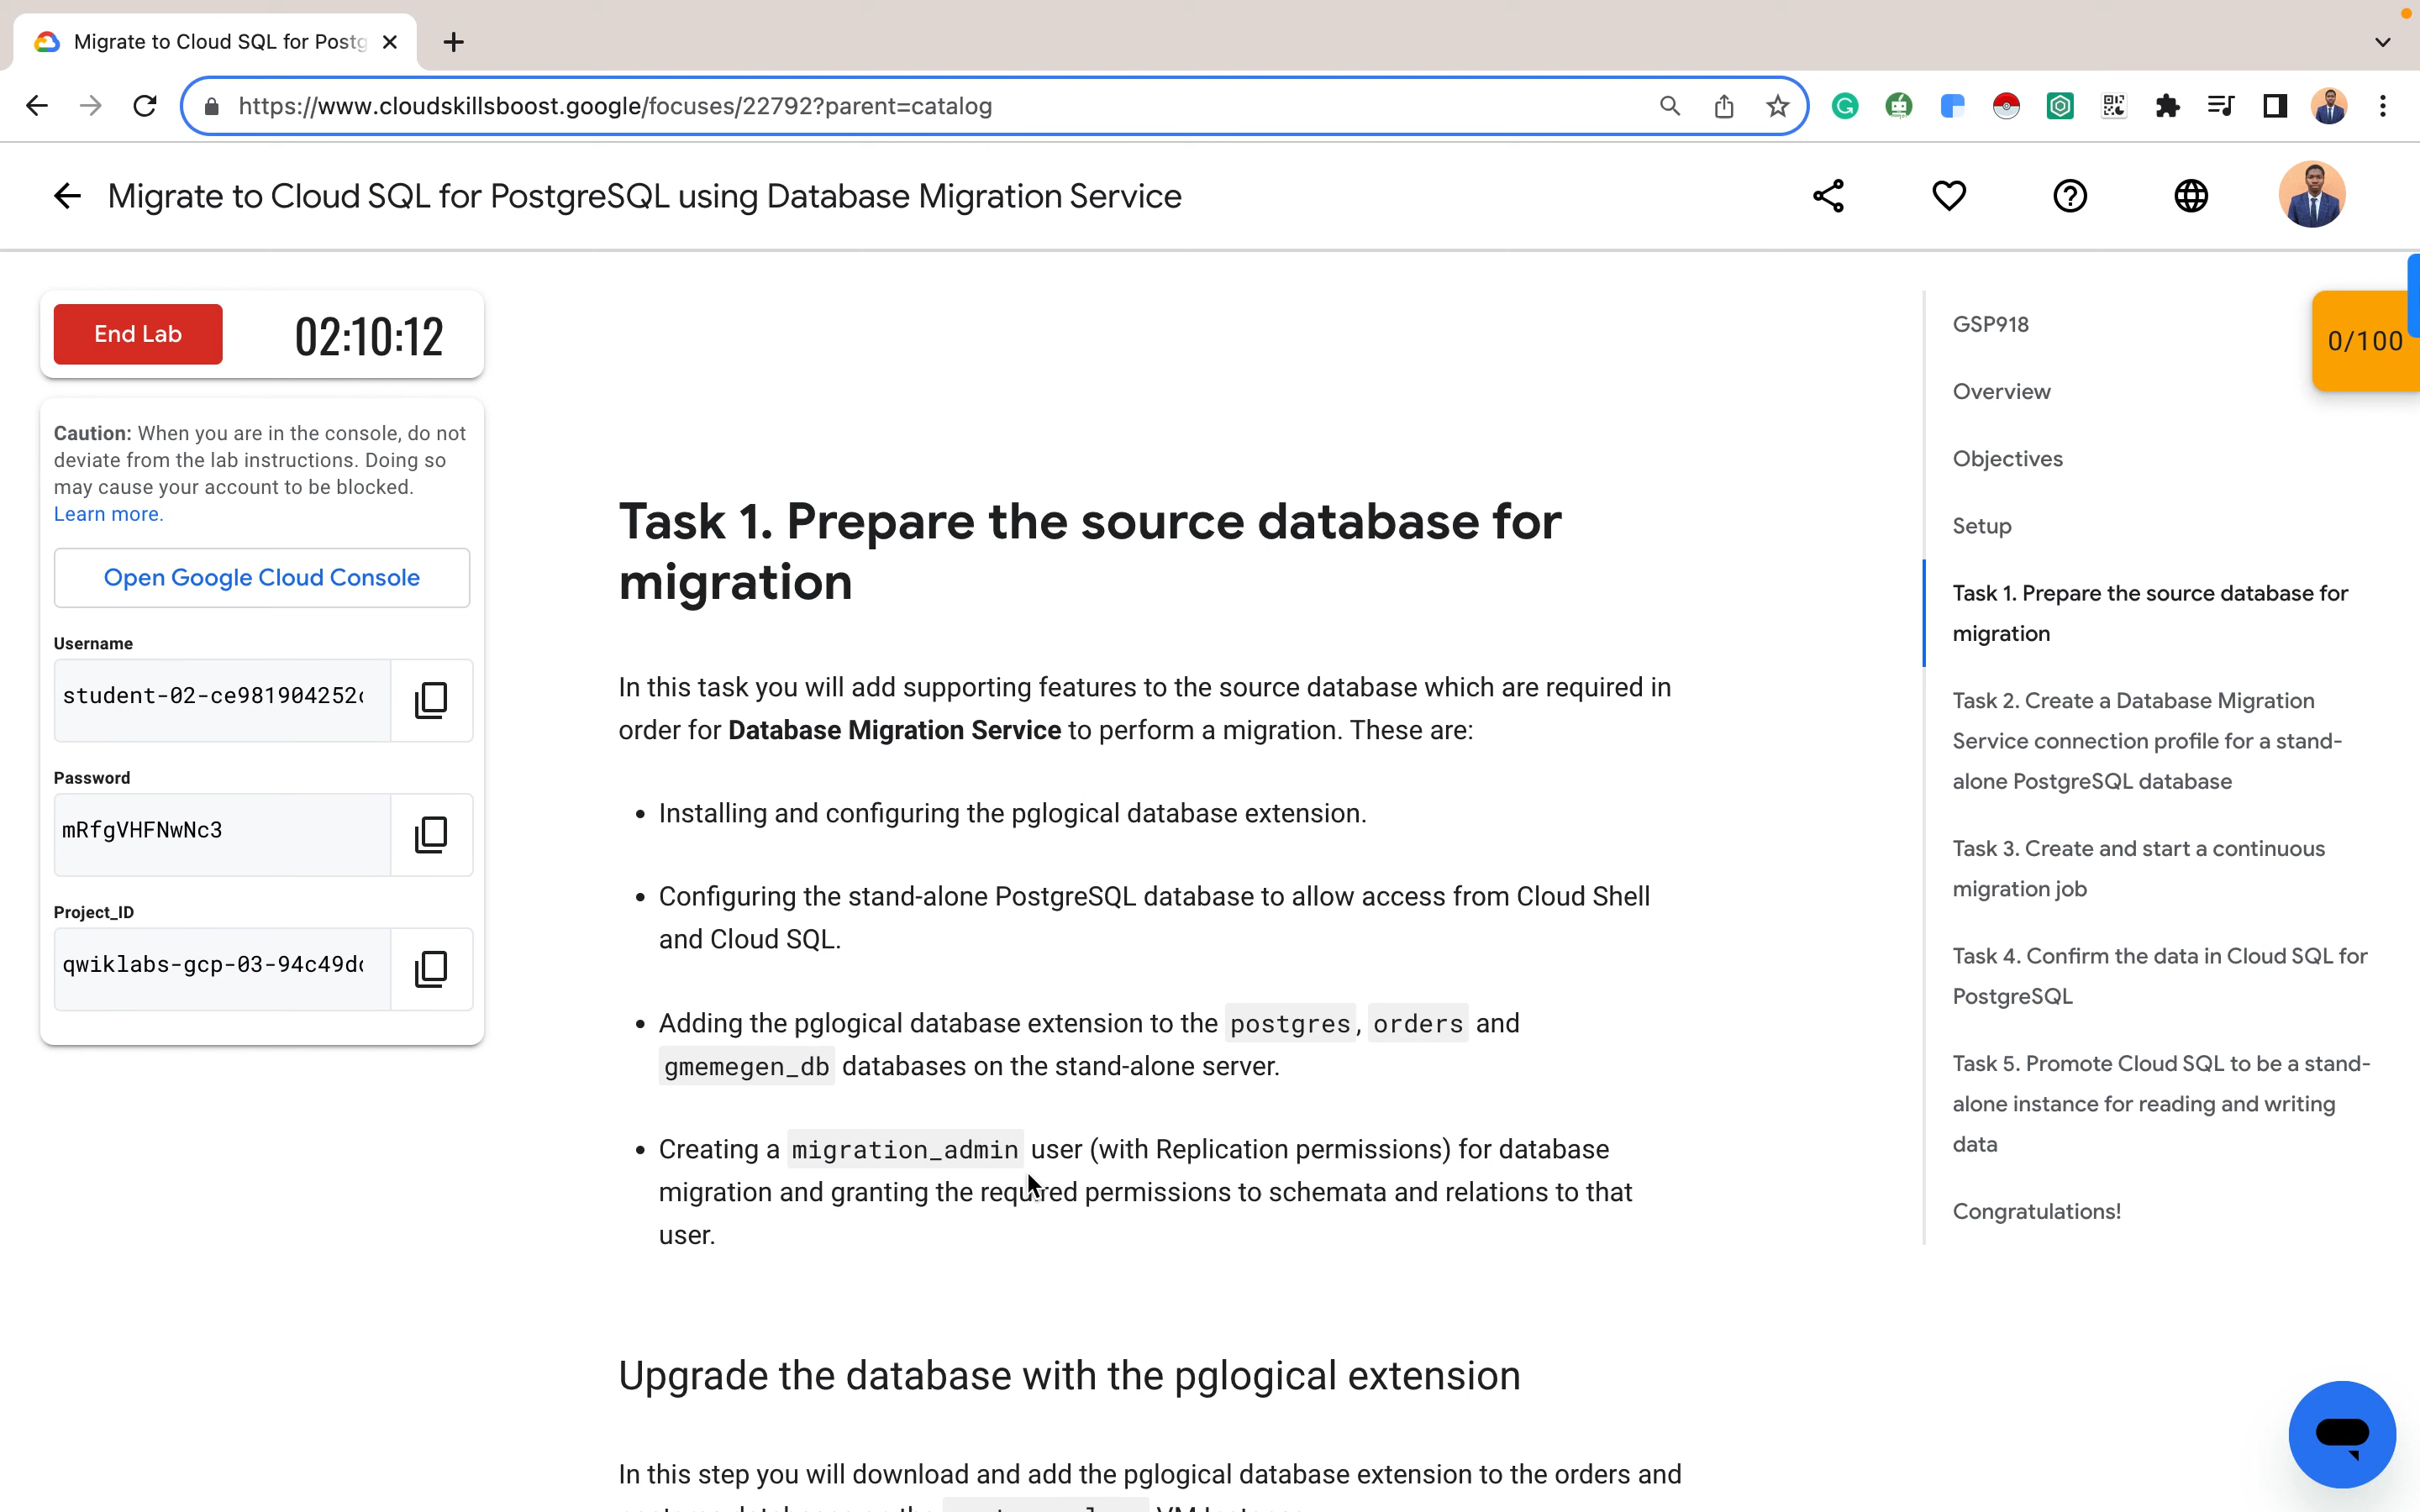 Migrate to Cloud SQL for Postg
https://www.cloudskillsboost.google/focuses/22792?parent=catalog
Migrate to Cloud SQL for PostgreSQL using Database Migration Service
End Lab
02:10:12
Caution: When you are in the console, do not
deviate from the lab instructions. Doing so
may cause your account to be blocked.
Learn more.
Open Google Cloud Console
Username
student-02-ce981904252
Password
mRfgVHFNwNc3
Project_ID
qwiklabs-gcp-03-94c49d
Task 1. Prepare the source database for
migration
In this task you will add supporting features to the source database which are required in
order for Database Migration Service to perform a migration. These are:
• Installing and configuring the pglogical database extension.
• Configuring the stand-alone PostgreSQL database to allow access from Cloud Shell
and Cloud SQL.
• Adding the pglogical database extension to the postgres, orders and
gmemegen_db databases on the stand-alone server.
• Creating a migration_admin user (with Replication permissions) for database
migration and granting the required permissions to schemata and relations to that
user.
Upgrade the database with the pglogical extension
In this step you will download and add the pglogical database extension to the orders and
GSP918
Overview
Objectives
Setup
Task 1. Prepare the source database for
migration
Task 2. Create a Database Migration
Service connection profile for a stand-
alone PostgreSQL database
Task 3. Create and start a continuous
migration job
Task 4. Confirm the data in Cloud SQL for
PostgreSQL
Task 5. Promote Cloud SQL to be a stand-
alone instance for reading and writing
data
Congratulations!
0/100